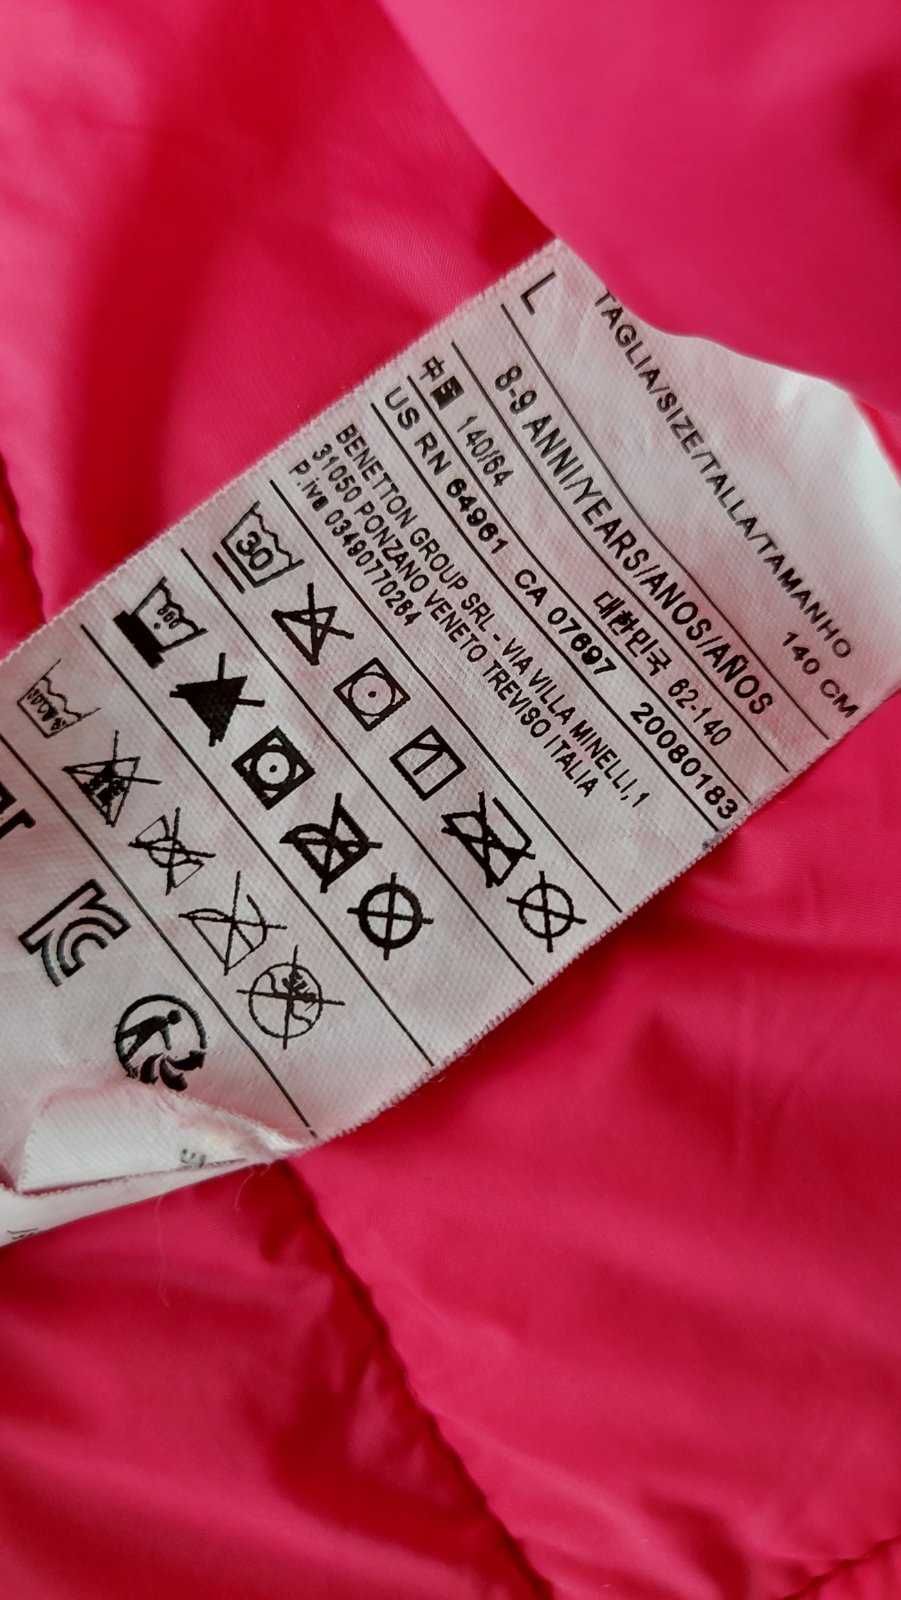 TAGLIA/SIZE/TALLA/TAMANHO
L 140 CM
8-9 ANNI/YEARS/ANOS/AÑOS
中国 140/64 대한민국 62-140
US RN 64961 CA 07697 20080183
BENETTON GROUP SRL - VIA VILLA MINELLI,1
31050 PONZANO VENETO TREVISO ITALIA
P.iva 03490770264
30